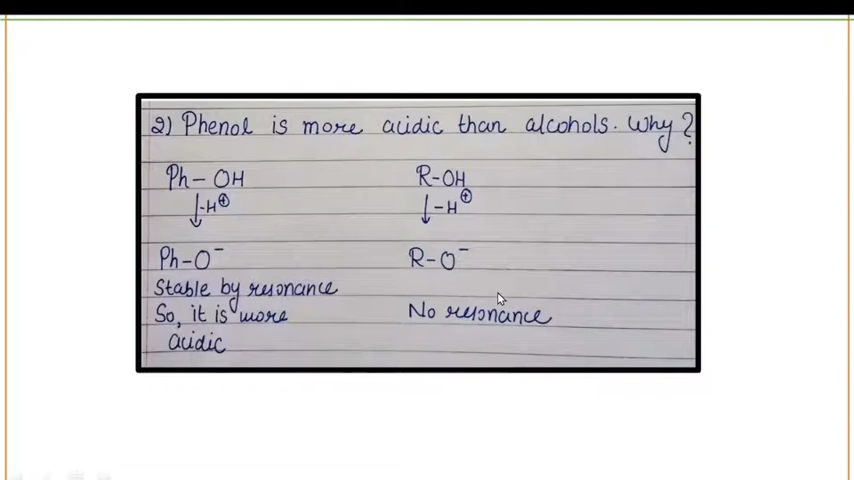 2) Phenol is more acidic than alcohols. Why?
Ph-OH R-OH
↓-H⊕ ↓-H⊕
Ph-O⁻ R-O⁻
Stable by resonance
So, it is more No resonance
acidic